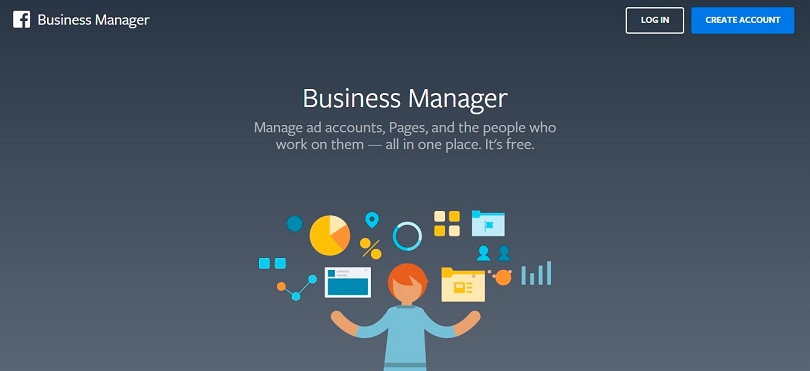 Business Manager
LOG IN
CREATE ACCOUNT
Business Manager
Manage ad accounts, Pages, and the people who
work on them — all in one place. It's free.